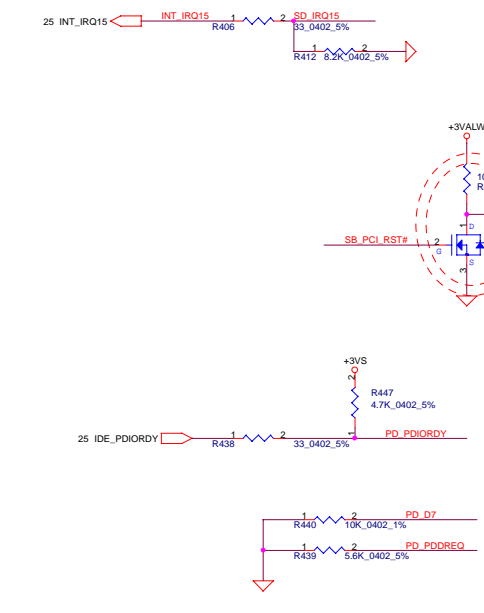 25 INT_IRQ15 INT_IRQ15 1 2 SD_IRQ15
R406 33_0402_5%
1 2
R412 8.2K_0402_5%
+3VALW
10
R
1 D
SB_PCI_RST# 2
G
3 S
+3VS
2
R447
4.7K_0402_5%
25 IDE_PDIORDY 1 2 1 PD_PDIORDY
R438 33_0402_5%
1 2 PD_D7
R440 10K_0402_1%
1 2 PD_PDDREQ
R439 5.6K_0402_5%